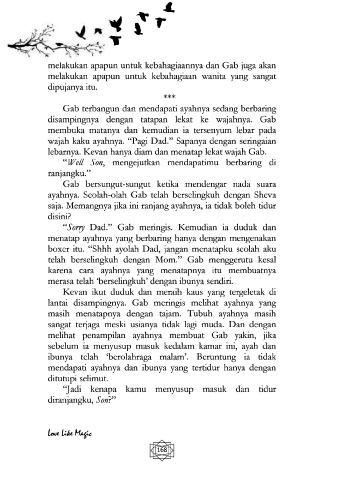 melakukan apapun untuk kebahagiaannya dan Gab juga akan
melakukan apapun untuk kebahagiaan wanita yang sangat
dipujanya itu.
***
Gab terbangun dan mendapati ayahnya sedang berbaring
disampingnya dengan tatapan lekat ke wajahnya. Gab
membuka matanya dan kemudian ia tersenyum lebar pada
wajah kaku ayahnya. “Pagi Dad.” Sapanya dengan seringaian
lebarnya. Kevan hanya diam dan menatap lekat wajah Gab.
“Well Son, mengejutkan mendapatimu berbaring di
ranjangku.”
Gab bersungut-sungut ketika mendengar nada suara
ayahnya. Seolah-olah Gab telah berselingkuh dengan Sheva
saja. Memangnya jika ini ranjang ayahnya, ia tidak boleh tidur
disini?
“Sorry Dad.” Gab meringis. Kemudian ia duduk dan
menatap ayahnya yang berbaring hanya dengan mengenakan
boxer itu. “Shhh ayolah Dad, jangan menatapku seolah aku
telah berselingkuh dengan Mom.” Gab menggerutu kesal
karena cara ayahnya yang menatapnya itu membuatnya
merasa telah ‘berselingkuh’ dengan ibunya sendiri.
Kevan ikut duduk dan meraih kaus yang tergeletak di
lantai disampingnya. Gab meringis melihat ayahnya yang
masih menatapnya dengan tajam. Tubuh ayahnya masih
sangat terjaga meski usianya tidak lagi muda. Dan dengan
melihat penampilan ayahnya membuat Gab yakin, jika
sebelum ia menyusup masuk kedalam kamar ini, ayah dan
ibunya telah ‘berolahraga malam’. Beruntung ia tidak
mendapati ayahnya dan ibunya yang tertidur hanya dengan
ditutupi selimut.
“Jadi kenapa kamu menyusup masuk dan tidur
diranjangku, Son?”
Love Like Magic
168